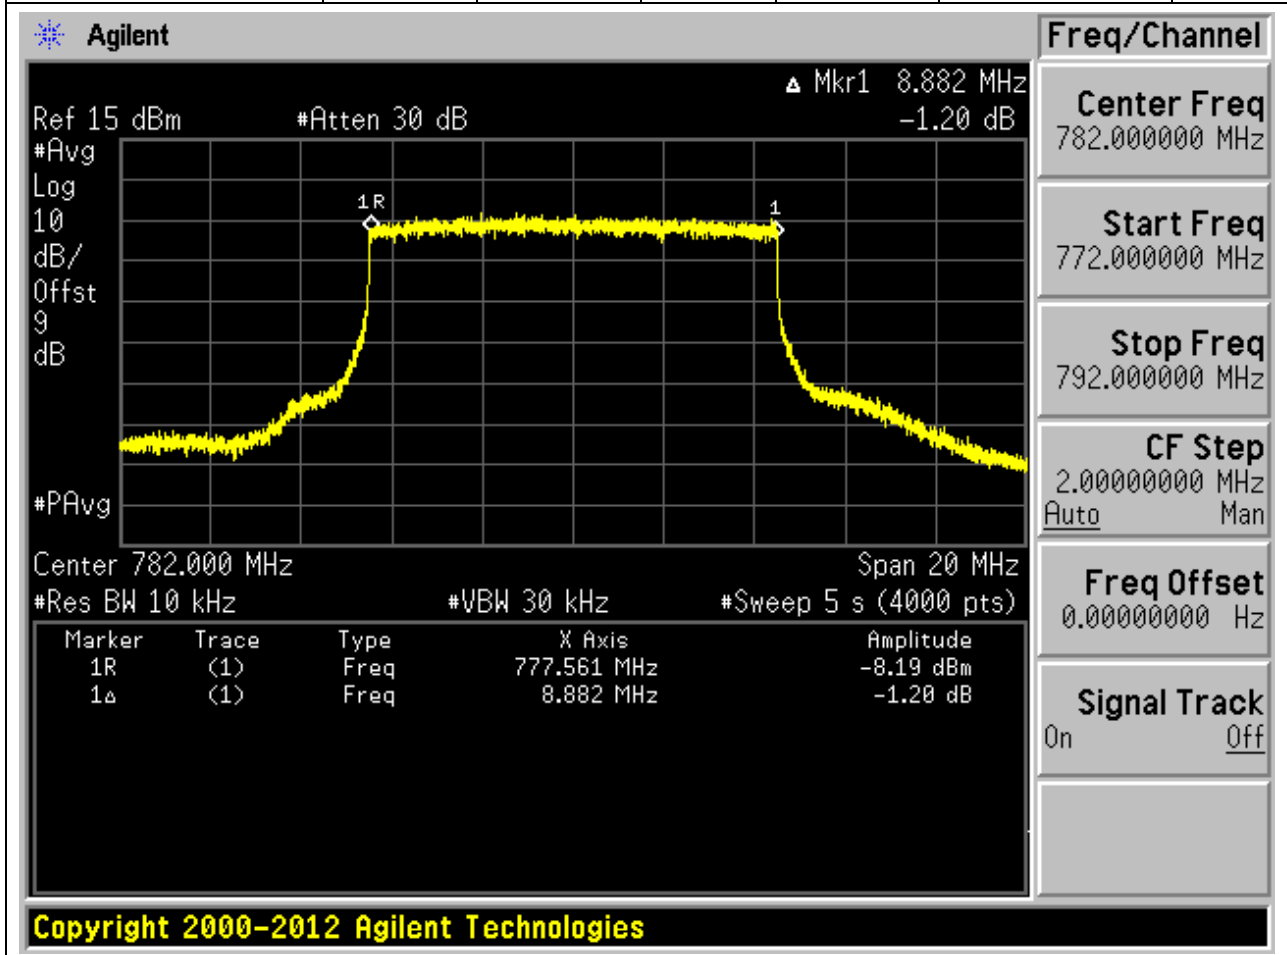 Agilent
Freq/Channel
Δ Mkr1 8.882 MHz
Ref 15 dBm #Atten 30 dB -1.20 dB
#Avg
Log
10
dB/
Offst
9
dB
1R
1
#PAvg
Center 782.000 MHz Span 20 MHz
#Res BW 10 kHz #VBW 30 kHz #Sweep 5 s (4000 pts)
Marker Trace Type X Axis Amplitude
1R (1) Freq 777.561 MHz -8.19 dBm
1Δ (1) Freq 8.882 MHz -1.20 dB
Center Freq
782.000000 MHz
Start Freq
772.000000 MHz
Stop Freq
792.000000 MHz
CF Step
2.00000000 MHz
Auto Man
Freq Offset
0.00000000 Hz
Signal Track
On Off
Copyright 2000-2012 Agilent Technologies